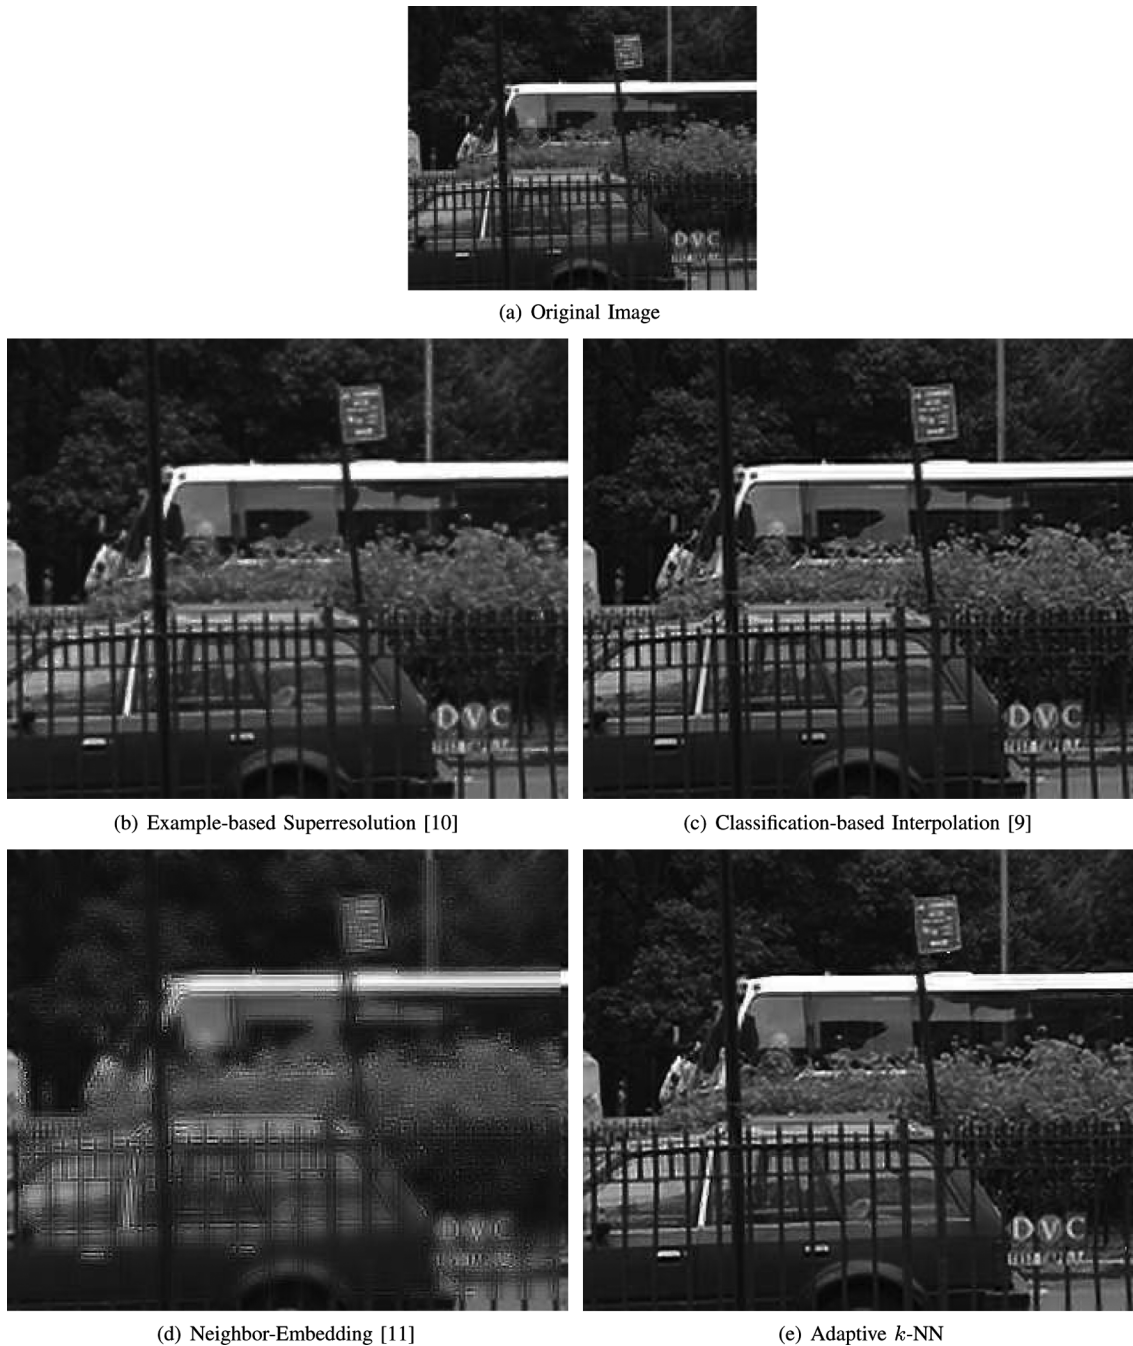 (a) Original Image
DVC
DVC
DVC
(b) Example-based Superresolution [10]
(c) Classification-based Interpolation [9]
DVC
DVC
(d) Neighbor-Embedding [11]
(e) Adaptive k-NN